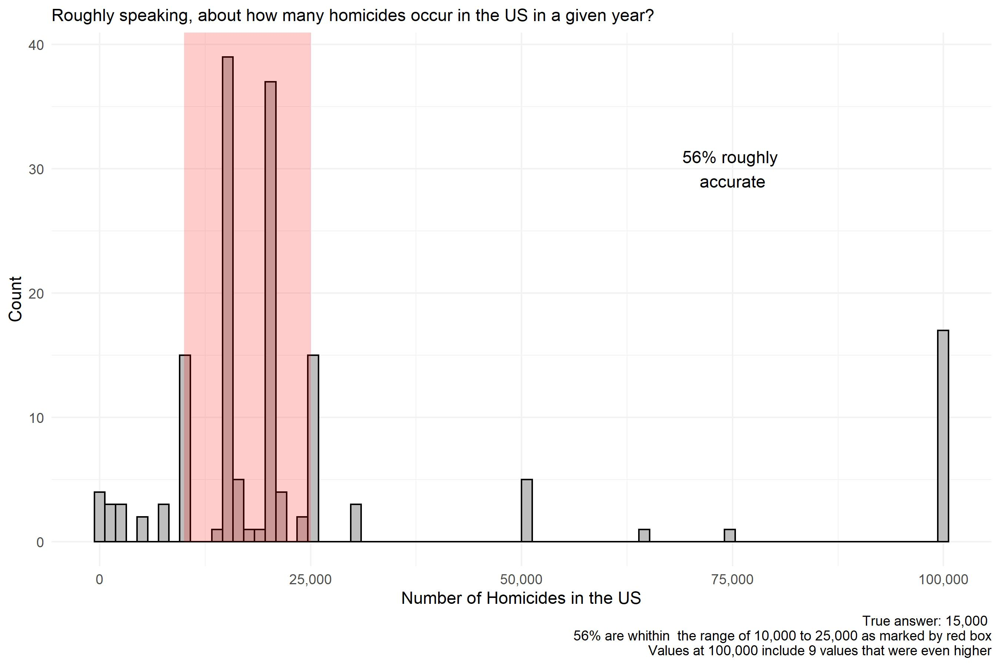 Roughly speaking, about how many homicides occur in the US in a given year?
40
30
20
10
0
Count
56% roughly
accurate
0 25,000 50,000 75,000 100,000
Number of Homicides in the US
True answer: 15,000
56% are whithin  the range of 10,000 to 25,000 as marked by red box
Values at 100,000 include 9 values that were even higher